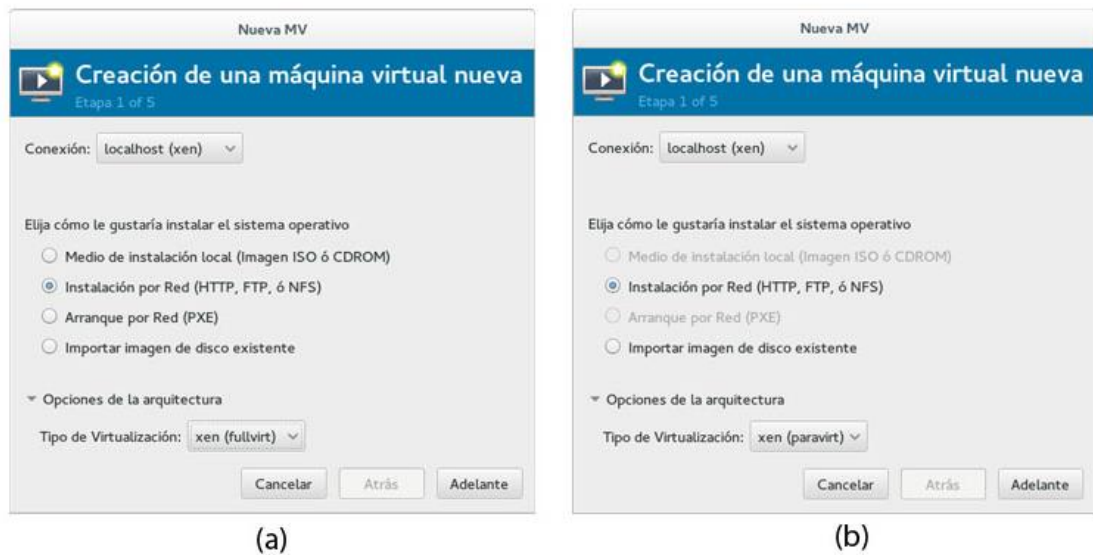 Nueva MV
Creación de una máquina virtual nueva
Etapa 1 of 5
Conexión: localhost (xen)
Elija cómo le gustaría instalar el sistema operativo
Medio de instalación local (Imagen ISO ó CDROM)
Instalación por Red (HTTP, FTP, ó NFS)
Arranque por Red (PXE)
Importar imagen de disco existente
Opciones de la arquitectura
Tipo de Virtualización: xen (fullvirt)
Cancelar Atrás Adelante
(a)
Nueva MV
Creación de una máquina virtual nueva
Etapa 1 of 5
Conexión: localhost (xen)
Elija cómo le gustaría instalar el sistema operativo
Medio de instalación local (Imagen ISO ó CDROM)
Instalación por Red (HTTP, FTP, ó NFS)
Arranque por Red (PXE)
Importar imagen de disco existente
Opciones de la arquitectura
Tipo de Virtualización: xen (paravirt)
Cancelar Atrás Adelante
(b)